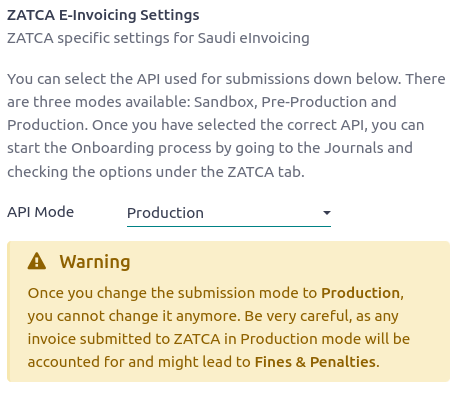 ZATCA E-Invoicing Settings
ZATCA specific settings for Saudi eInvoicing
You can select the API used for submissions down below. There
are three modes available: Sandbox, Pre-Production and
Production. Once you have selected the correct API, you can
start the Onboarding process by going to the Journals and
checking the options under the ZATCA tab.
API Mode Production
Warning
Once you change the submission mode to Production,
you cannot change it anymore. Be very careful, as any
invoice submitted to ZATCA in Production mode will be
accounted for and might lead to Fines & Penalties.